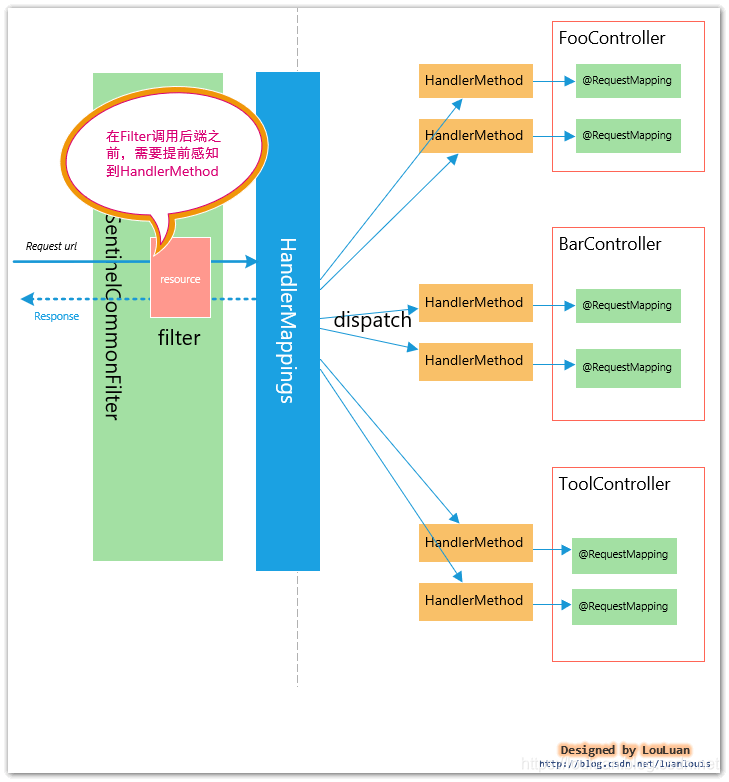 FooController
HandlerMethod
@RequestMapping
HandlerMethod
@RequestMapping
在Filter调用后端之
前，需要提前感知
到HandlerMethod
SentinelCommonFilter
Request url
resource
Response
filter
HandlerMappings
dispatch
BarController
HandlerMethod
@RequestMapping
HandlerMethod
@RequestMapping
ToolController
HandlerMethod
@RequestMapping
HandlerMethod
@RequestMapping
Designed by LouLuan
http://blog.csdn.net/luanlouis